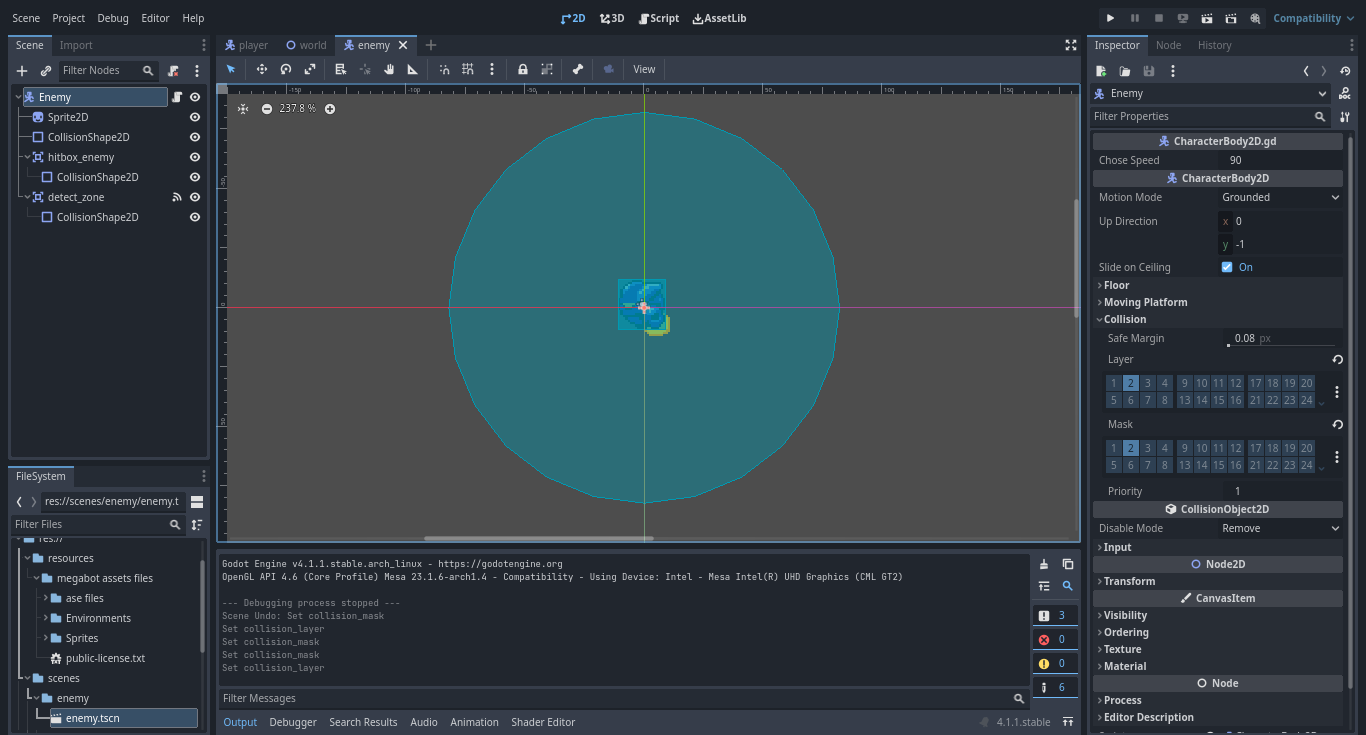 Scene Project Debug Editor Help
2D 3D Script AssetLib
Compatibility
Scene Import
Filter Nodes
Enemy
Sprite2D
CollisionShape2D
hitbox_enemy
CollisionShape2D
detect_zone
CollisionShape2D
FileSystem
res://scenes/enemy/enemy.t
Filter Files
res://
resources
megabot assets files
ase files
Environments
Sprites
public-license.txt
scenes
enemy
enemy.tscn
player world enemy
View
-150 -100 -50 0 50 100 150
-50
0
50
237.8 %
Godot Engine v4.1.1.stable.arch_linux - https://godotengine.org
OpenGL API 4.6 (Core Profile) Mesa 23.1.6-arch1.4 - Compatibility - Using Device: Intel - Mesa Intel(R) UHD Graphics (CML GT2)
--- Debugging process stopped ---
Scene Undo: Set collision_mask
Set collision_layer
Set collision_mask
Set collision_mask
Set collision_layer
3
0
0
6
Filter Messages
Output Debugger Search Results Audio Animation Shader Editor
4.1.1.stable
Inspector Node History
Enemy
Filter Properties
CharacterBody2D.gd
Chose Speed 90
CharacterBody2D
Motion Mode Grounded
Up Direction x 0
y -1
Slide on Ceiling On
Floor
Moving Platform
Collision
Safe Margin 0.08 px
Layer
1 2 3 4 9 10 11 12 17 18 19 20
5 6 7 8 13 14 15 16 21 22 23 24
Mask
1 2 3 4 9 10 11 12 17 18 19 20
5 6 7 8 13 14 15 16 21 22 23 24
Priority 1
CollisionObject2D
Disable Mode Remove
Input
Node2D
Transform
CanvasItem
Visibility
Ordering
Texture
Material
Node
Process
Editor Description